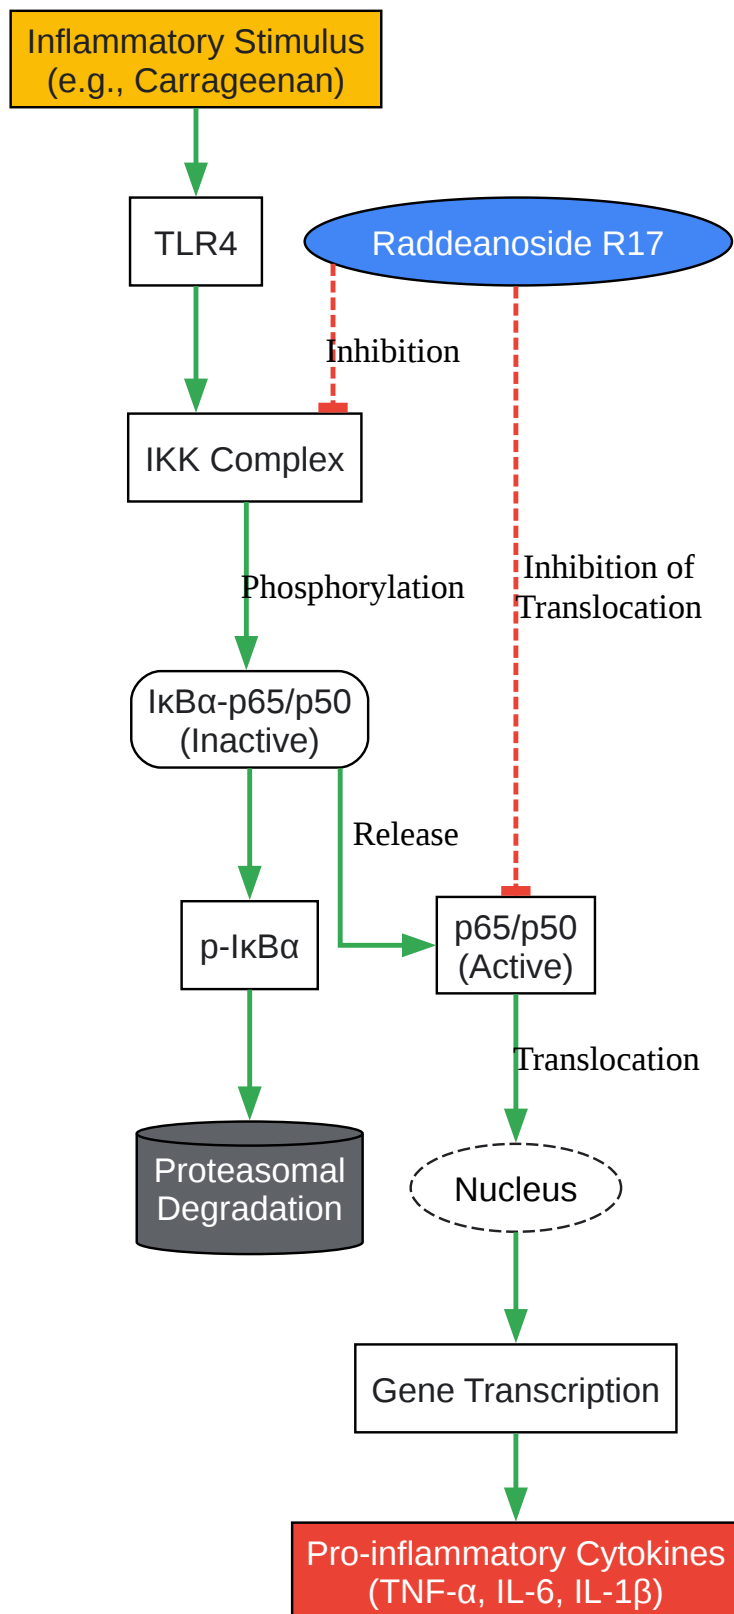 Inflammatory Stimulus
(e.g., Carrageenan)
TLR4
Raddeanoside R17
Inhibition
IKK Complex
Phosphorylation
Inhibition of
Translocation
IκBα-p65/p50
(Inactive)
Release
p-IκBα
p65/p50
(Active)
Translocation
Proteasomal
Degradation
Nucleus
Gene Transcription
Pro-inflammatory Cytokines
(TNF-α, IL-6, IL-1β)